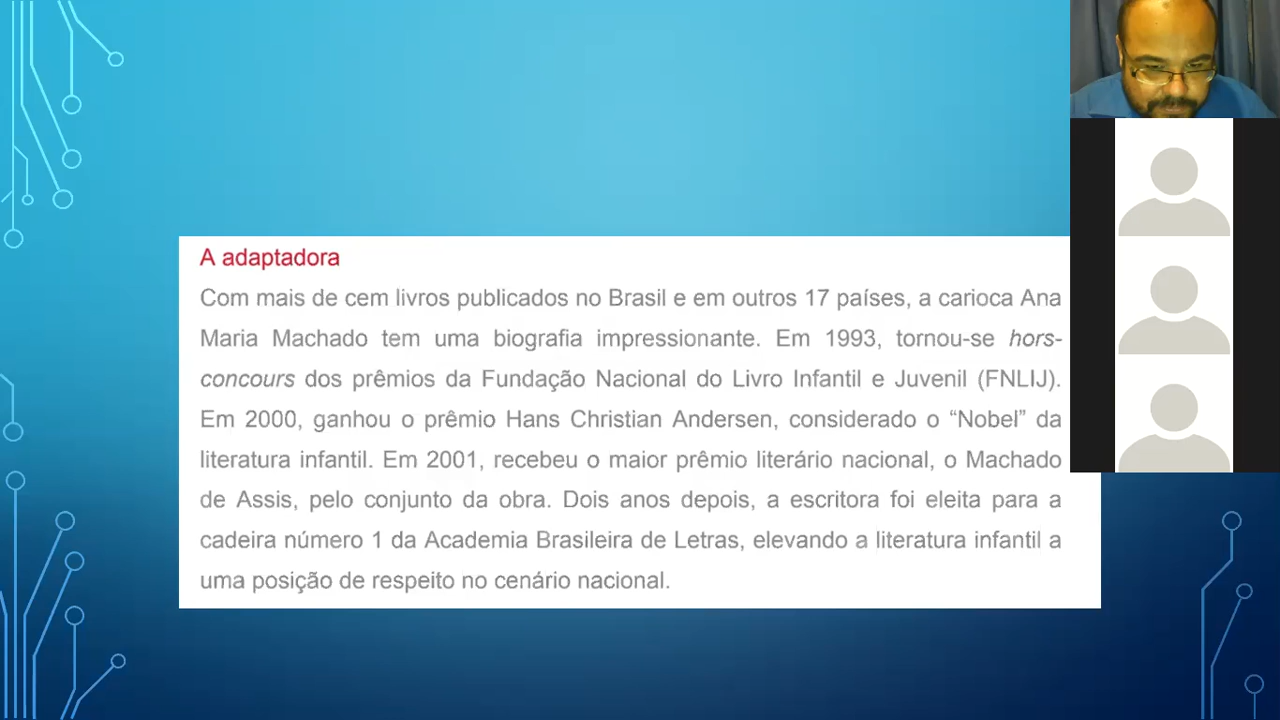 A adaptadora
Com mais de cem livros publicados no Brasil e em outros 17 países, a carioca Ana
Maria Machado tem uma biografia impressionante. Em 1993, tornou-se hors-
concours dos prêmios da Fundação Nacional do Livro Infantil e Juvenil (FNLIJ).
Em 2000, ganhou o prêmio Hans Christian Andersen, considerado o “Nobel” da
literatura infantil. Em 2001, recebeu o maior prêmio literário nacional, o Machado
de Assis, pelo conjunto da obra. Dois anos depois, a escritora foi eleita para a
cadeira número 1 da Academia Brasileira de Letras, elevando a literatura infantil a
uma posição de respeito no cenário nacional.